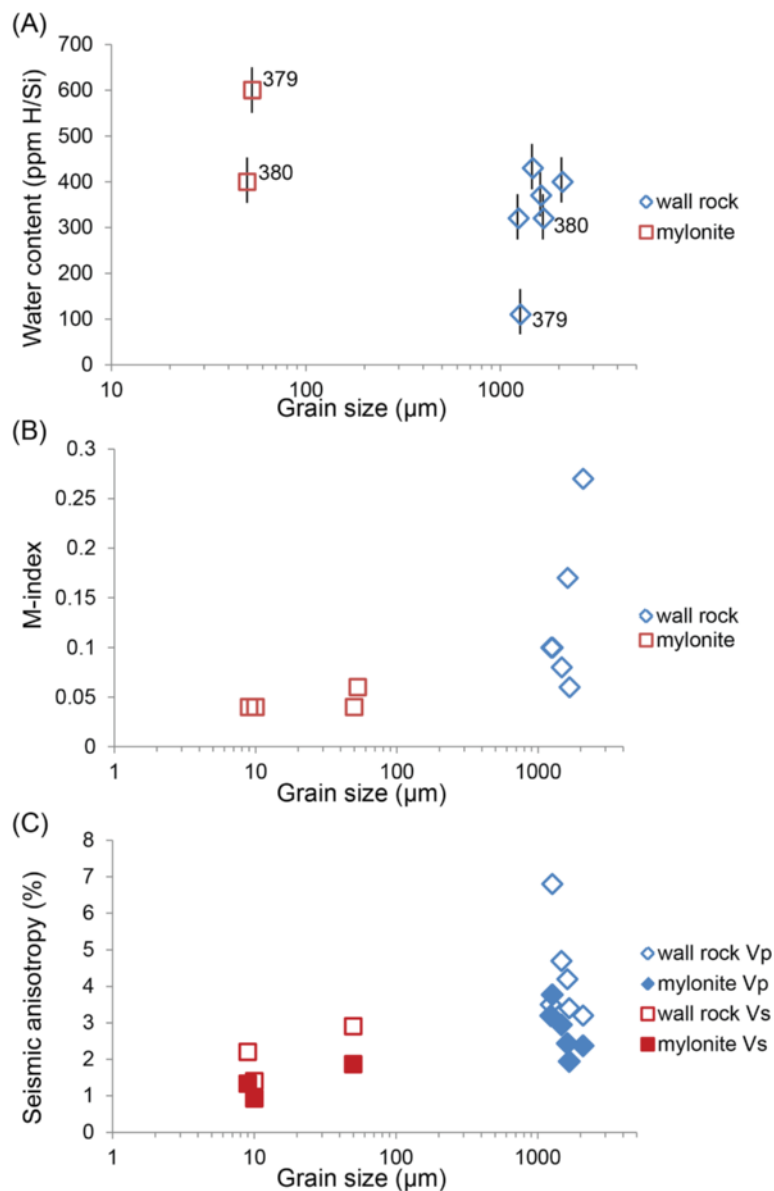 (A)
700
600
500
400
300
200
100
0
Water content (ppm H/Si)
379
380
380
379
wall rock
mylonite
10
100
1000
Grain size (µm)
(B)
0.3
0.25
0.2
0.15
0.1
0.05
0
M-index
wall rock
mylonite
1
10
100
1000
Grain size (µm)
(C)
8
7
6
5
4
3
2
1
0
Seismic anisotropy (%)
wall rock Vp
mylonite Vp
wall rock Vs
mylonite Vs
1
10
100
1000
Grain size (µm)